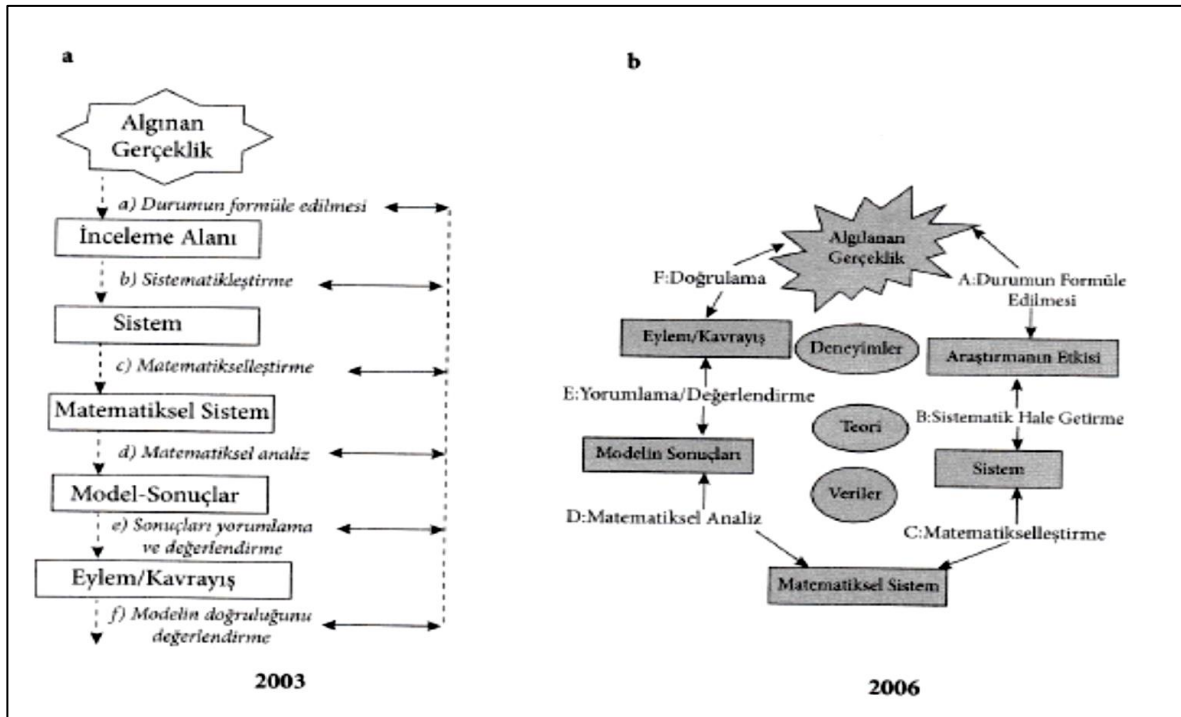 a
Algınan
Gerçeklik
a) Durumun formüle edilmesi
İnceleme Alanı
b) Sistematikleştirme
Sistem
c) Matematikselleştirme
Matematiksel Sistem
d) Matematiksel analiz
Model-Sonuçlar
e) Sonuçları yorumlama
ve değerlendirme
Eylem/Kavrayış
f) Modelin doğruluğunu
değerlendirme
2003
b
Algılanan
Gerçeklik
F:Doğrulama
A:Durumun Formüle
Edilmesi
Eylem/Kavrayış
Deneyimler
Araştırmanın Etkisi
E:Yorumlama/Değerlendirme
B:Sistematik Hale Getirme
Teori
Modelin Sonuçları
Sistem
Veriler
D:Matematiksel Analiz
C:Matematikselleştirme
Matematiksel Sistem
2006